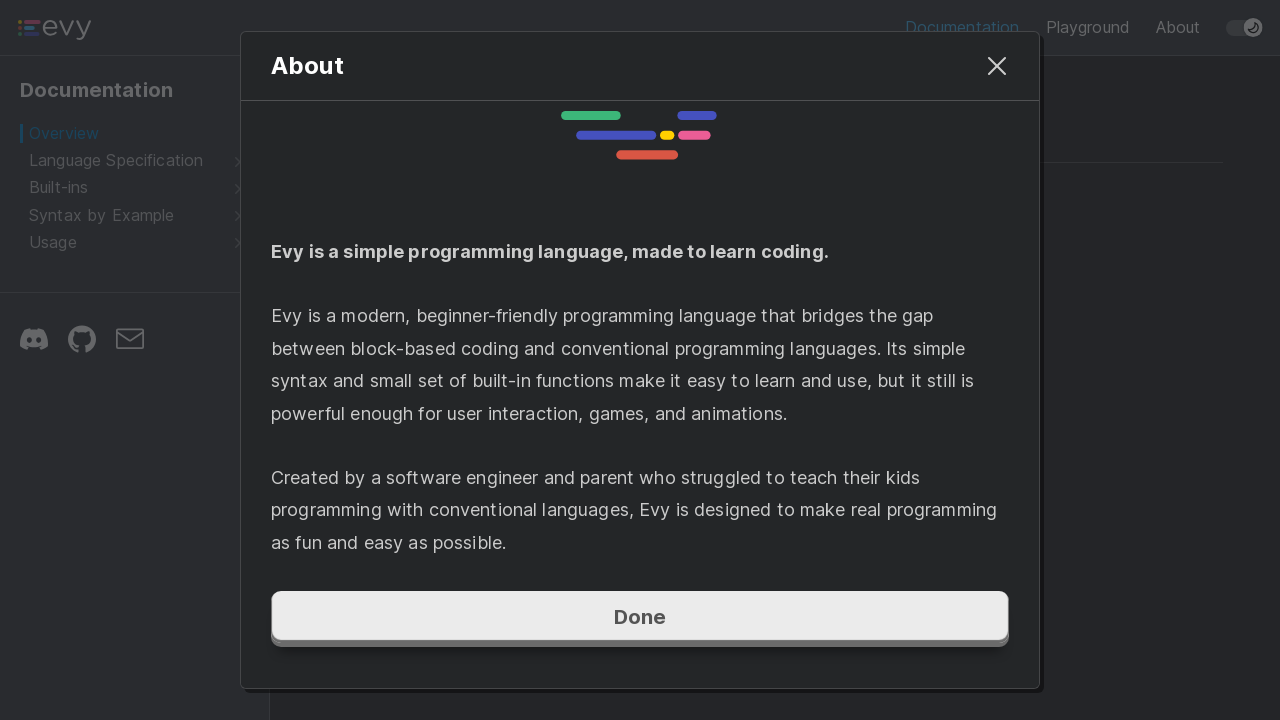 evy
Documentation
Playground
About
Documentation
Overview
Language Specification
Built-ins
Syntax by Example
Usage
About
Evy is a simple programming language, made to learn coding.
Evy is a modern, beginner-friendly programming language that bridges the gap
between block-based coding and conventional programming languages. Its simple
syntax and small set of built-in functions make it easy to learn and use, but it still is
powerful enough for user interaction, games, and animations.
Created by a software engineer and parent who struggled to teach their kids
programming with conventional languages, Evy is designed to make real programming
as fun and easy as possible.
Done